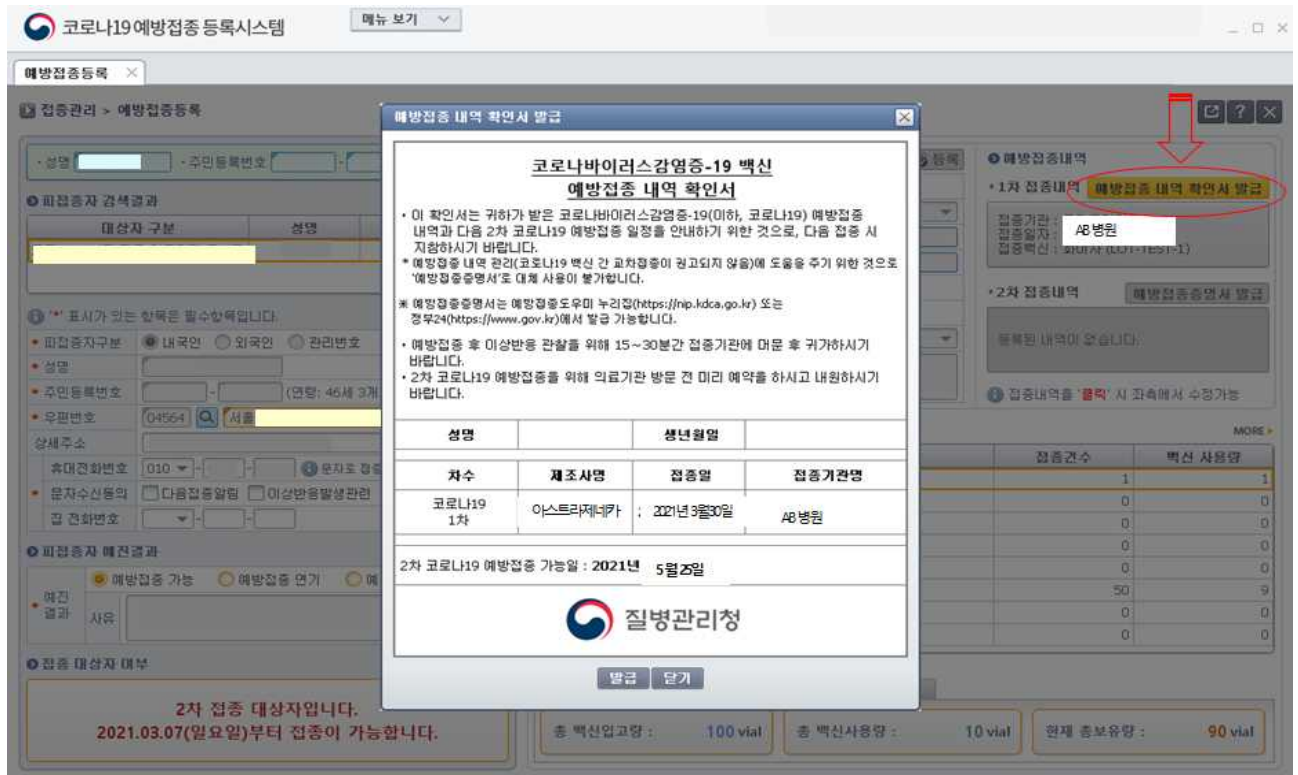 코로나19 예방접종 등록시스템
메뉴 보기
예방접종등록
접종관리 > 예방접종등록
· 성명
· 주민등록번호
-
등록
피접종자 검색결과
대상자 구분 성명
"*" 표시가 있는 항목은 필수항목입니다.
피접종자구분 내국인 외국인 관리번호
성명
주민등록번호 - (연령: 46세 3개
우편번호 04564 서울
상세주소
휴대전화번호 010 - - 문자로 접종
문자수신동의 다음접종알림 이상반응발생관련
집 전화번호 - -
피접종자 예진결과
예진결과
예방접종 가능 예방접종 연기 예
사유
접종 대상자 여부
2차 접종 대상자입니다.
2021.03.07(일요일)부터 접종이 가능합니다.
예방접종 내역 확인서 발급
코로나바이러스감염증-19 백신
예방접종 내역 확인서
· 이 확인서는 귀하가 받은 코로나바이러스감염증-19(이하, 코로나19) 예방접종
내역과 다음 2차 코로나19 예방접종 일정을 안내하기 위한 것으로, 다음 접종 시
지참하시기 바랍니다.
* 예방접종 내역 관리(코로나19 백신 간 교차접종이 권고되지 않음)에 도움을 주기 위한 것으로
'예방접종증명서'로 대체 사용이 불가합니다.
※ 예방접종증명서는 예방접종도우미 누리집(https://nip.kdca.go.kr) 또는
정부24(https://www.gov.kr)에서 발급 가능합니다.
· 예방접종 후 이상반응 관찰을 위해 15~30분간 접종기관에 머문 후 귀가하시기
바랍니다.
· 2차 코로나19 예방접종을 위해 의료기관 방문 전 미리 예약을 하시고 내원하시기
바랍니다.
성명 생년월일
차수 제조사명 접종일 접종기관명
코로나19
1차 아스트라제네카 : 2021년 3월30일 AB 병원
2차 코로나19 예방접종 가능일 : 2021년 5월 25일
질병관리청
발급 닫기
예방접종내역
· 1차 접종내역 예방접종 내역 확인서 발급
접종기관 : AB 병원
접종일자 :
접종백신 : 화이자 (LOT-TEST-1)
· 2차 접종내역 예방접종증명서 발급
등록된 내역이 없습니다.
접종내역을 '클릭' 시 좌측에서 수정가능
MORE
접종건수 백신 사용량
1 1
0 0
0 0
0 0
0 0
50 9
0 0
0 0
총 백신입고량 : 100 vial
총 백신사용량 : 10 vial
현재 총보유량 : 90 vial